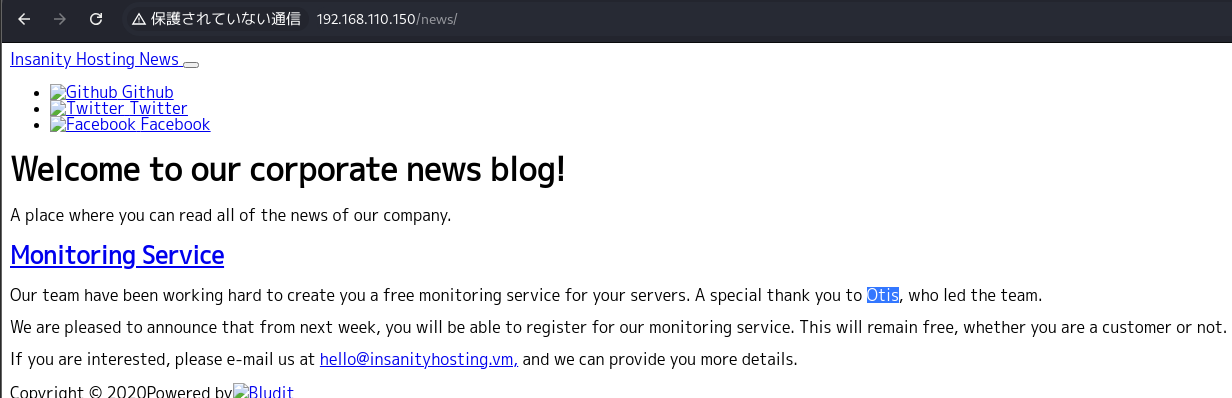 保護されていない通信 192.168.110.150/news/
Insanity Hosting News
Github Github
Twitter Twitter
Facebook Facebook
Welcome to our corporate news blog!
A place where you can read all of the news of our company.
Monitoring Service
Our team have been working hard to create you a free monitoring service for your servers. A special thank you to Otis, who led the team.
We are pleased to announce that from next week, you will be able to register for our monitoring service. This will remain free, whether you are a customer or not.
If you are interested, please e-mail us at hello@insanityhosting.vm, and we can provide you more details.
Copyright © 2020Powered by Bludit